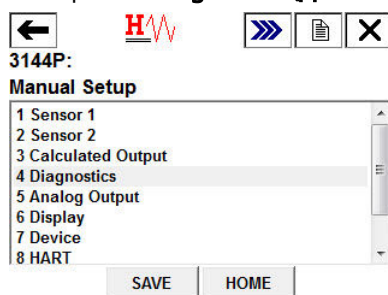 H
3144P:
Manual Setup
1 Sensor 1
2 Sensor 2
3 Calculated Output
4 Diagnostics
5 Analog Output
6 Display
7 Device
8 HART
SAVE HOME